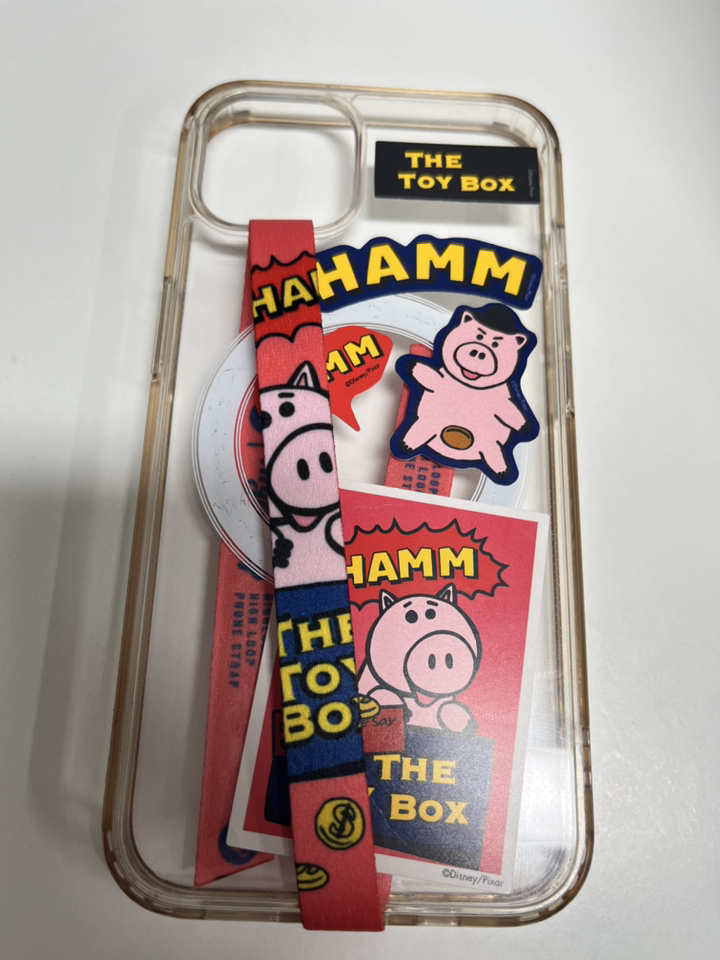 THE
TOY BOX
HAMM
HA
MM
©Disney/Pixar
HIGH LOOP
PHONE STRAP
THE
TOY
BO
HAMM
SAY
THE
Y BOX
©Disney/Pixar